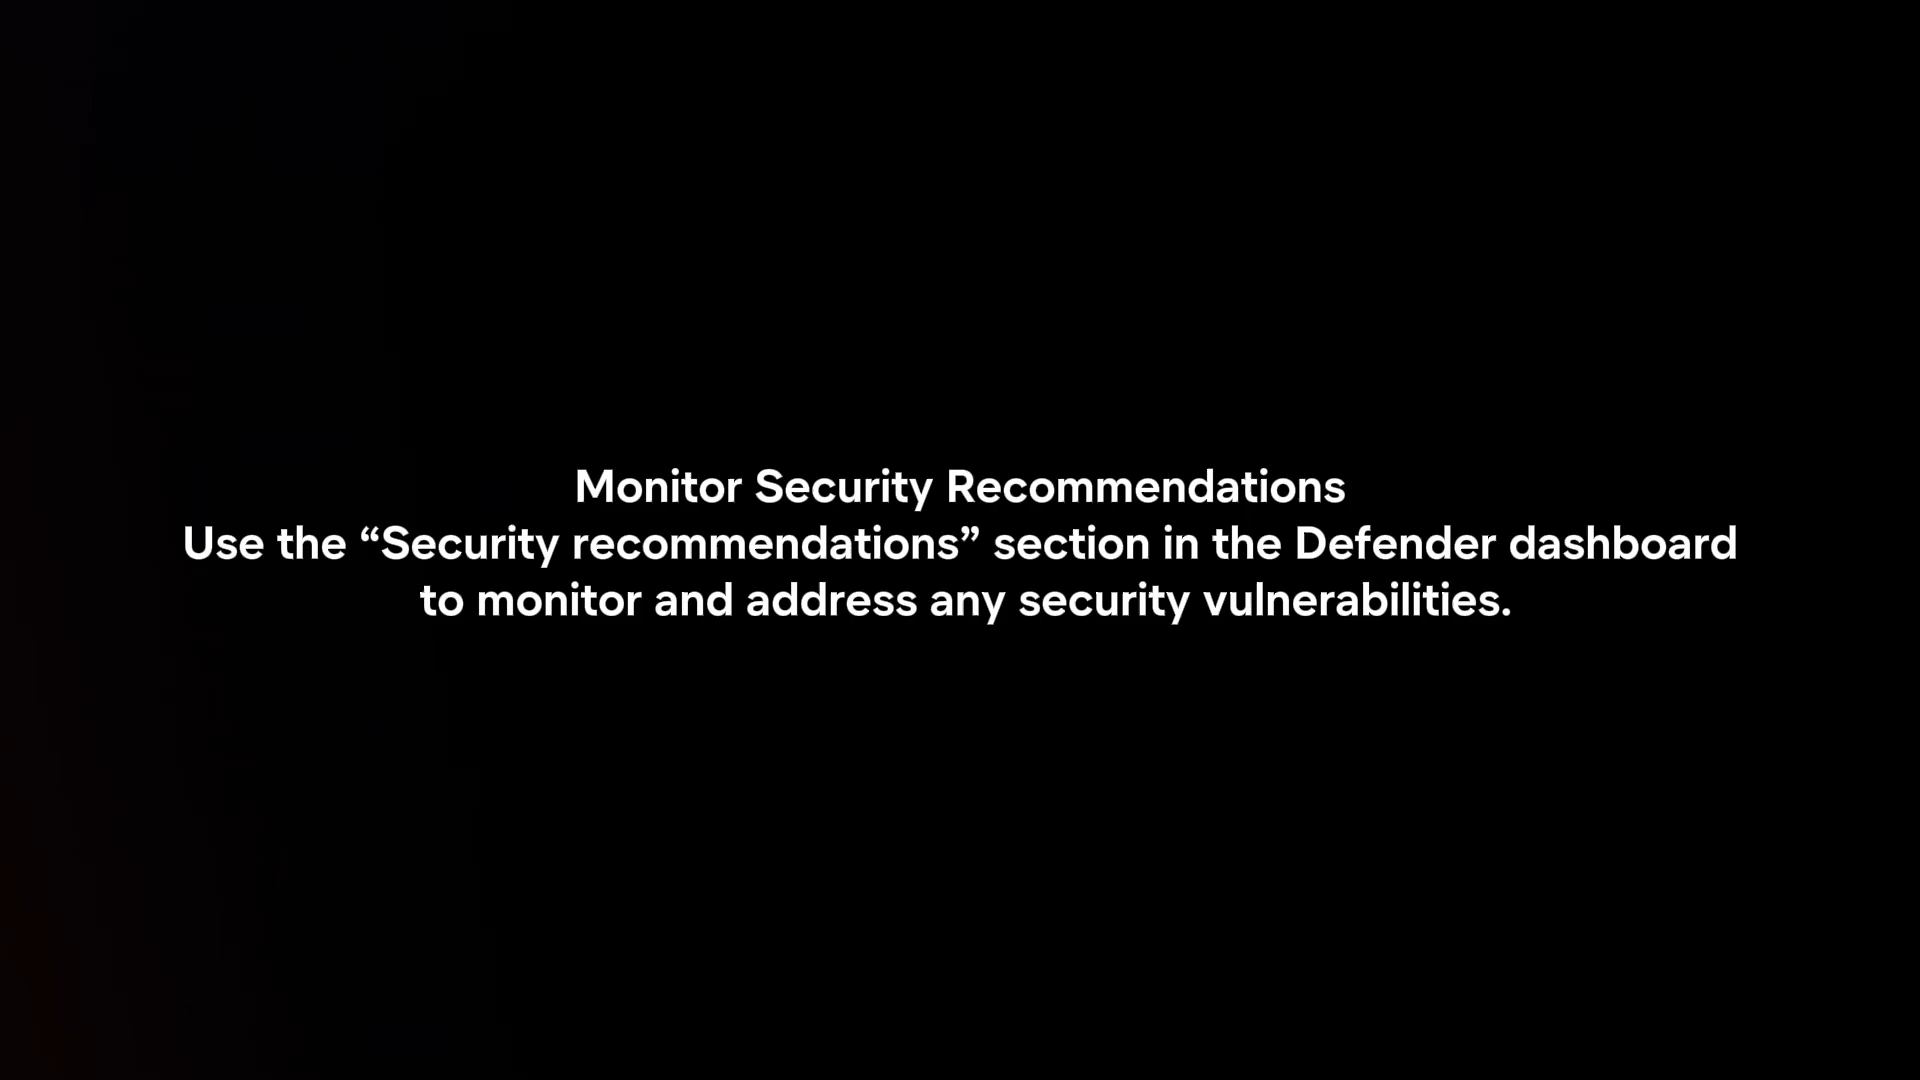 Monitor Security Recommendations
Use the “Security recommendations” section in the Defender dashboard
to monitor and address any security vulnerabilities.